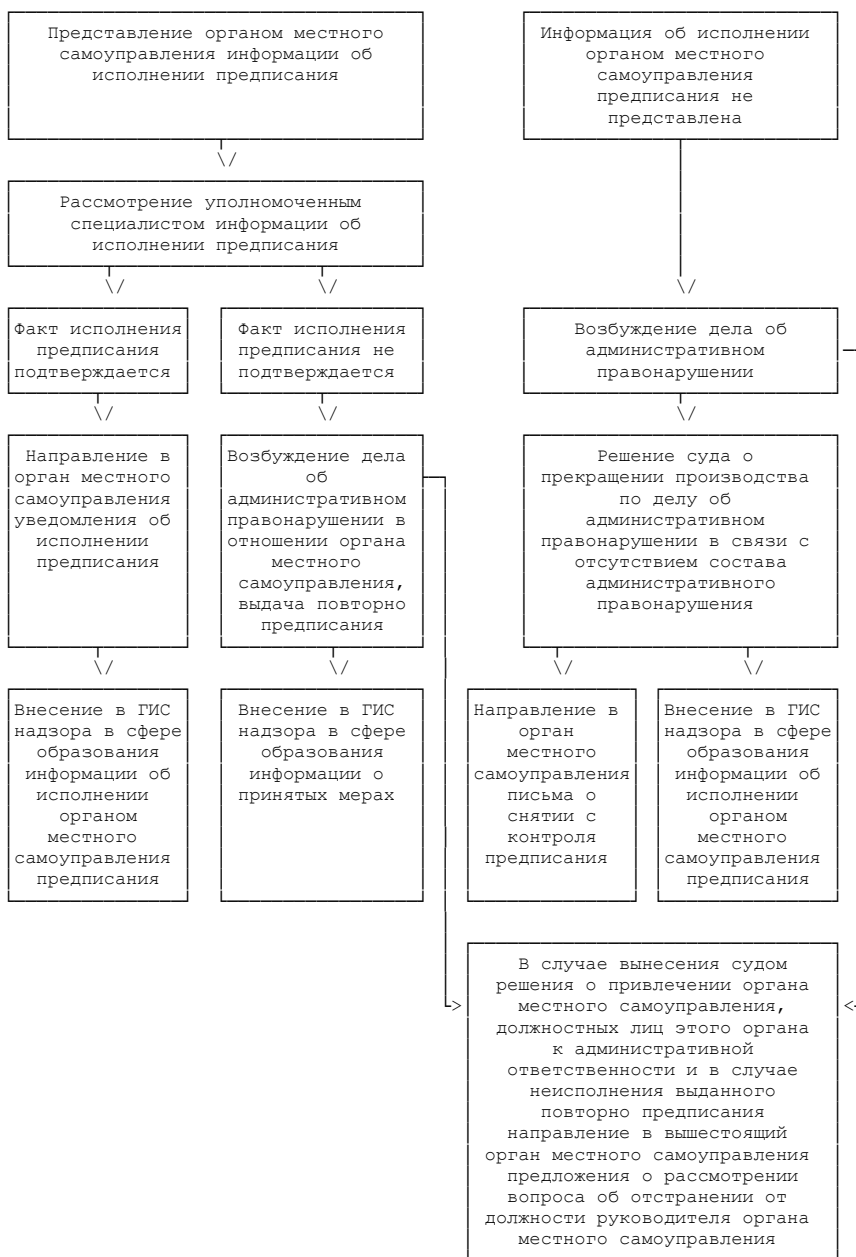 Представление органом местного
самоуправления информации об
исполнении предписания
Информация об исполнении
органом местного
самоуправления
предписания не
представлена
Рассмотрение уполномоченным
специалистом информации об
исполнении предписания
Факт исполнения
предписания
подтверждается
Факт исполнения
предписания не
подтверждается
Возбуждение дела об
административном
правонарушении
Направление в
орган местного
самоуправления
уведомления об
исполнении
предписания
Возбуждение дела
об
административном
правонарушении в
отношении органа
местного
самоуправления,
выдача повторно
предписания
Решение суда о
прекращении производства
по делу об
административном
правонарушении в связи с
отсутствием состава
административного
правонарушения
Внесение в ГИС
надзора в сфере
образования
информации об
исполнении
органом
местного
самоуправления
предписания
Внесение в ГИС
надзора в сфере
образования
информации о
принятых мерах
Направление в
орган
местного
самоуправления
письма о
снятии с
контроля
предписания
Внесение в ГИС
надзора в сфере
образования
информации об
исполнении
органом
местного
самоуправления
предписания
В случае вынесения судом
решения о привлечении органа
местного самоуправления,
должностных лиц этого органа
к административной
ответственности и в случае
неисполнения выданного
повторно предписания
направление в вышестоящий
орган местного самоуправления
предложения о рассмотрении
вопроса об отстранении от
должности руководителя органа
местного самоуправления